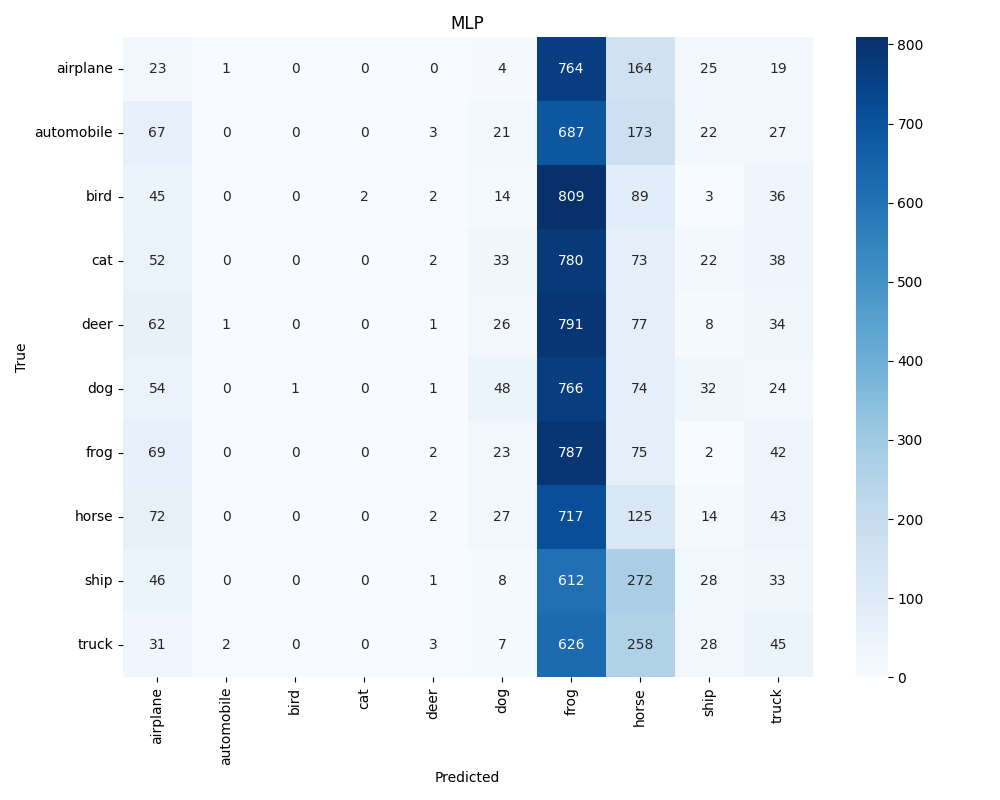 MLP
airplane 23 1 0 0 0 4 764 164 25 19
automobile 67 0 0 0 3 21 687 173 22 27
bird 45 0 0 2 2 14 809 89 3 36
cat 52 0 0 0 2 33 780 73 22 38
deer 62 1 0 0 1 26 791 77 8 34
dog 54 0 1 0 1 48 766 74 32 24
frog 69 0 0 0 2 23 787 75 2 42
horse 72 0 0 0 2 27 717 125 14 43
ship 46 0 0 0 1 8 612 272 28 33
truck 31 2 0 0 3 7 626 258 28 45
True
airplane automobile bird cat deer dog frog horse ship truck
Predicted
800
700
600
500
400
300
200
100
0